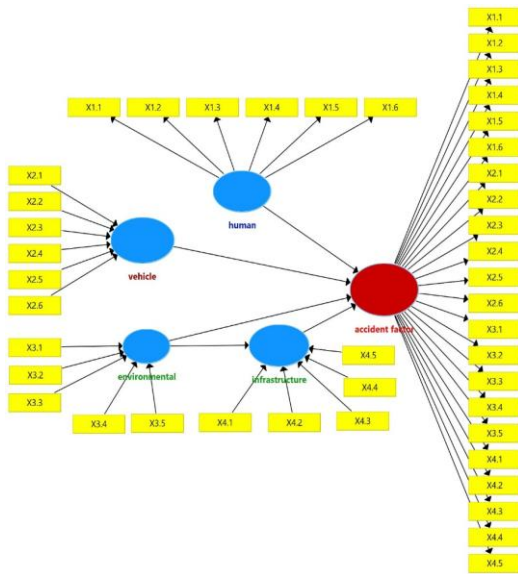 X1.1
X1.2
X1.3
X1.4
X1.5
X1.6
human
X2.1
X2.2
X2.3
X2.4
X2.5
X2.6
vehicle
X3.1
X3.2
X3.3
X3.4
X3.5
environmental
infrastructure
X4.1
X4.2
X4.3
X4.4
X4.5
accident factor
X1.1
X1.2
X1.3
X1.4
X1.5
X1.6
X2.1
X2.2
X2.3
X2.4
X2.5
X2.6
X3.1
X3.2
X3.3
X3.4
X3.5
X4.1
X4.2
X4.3
X4.4
X4.5